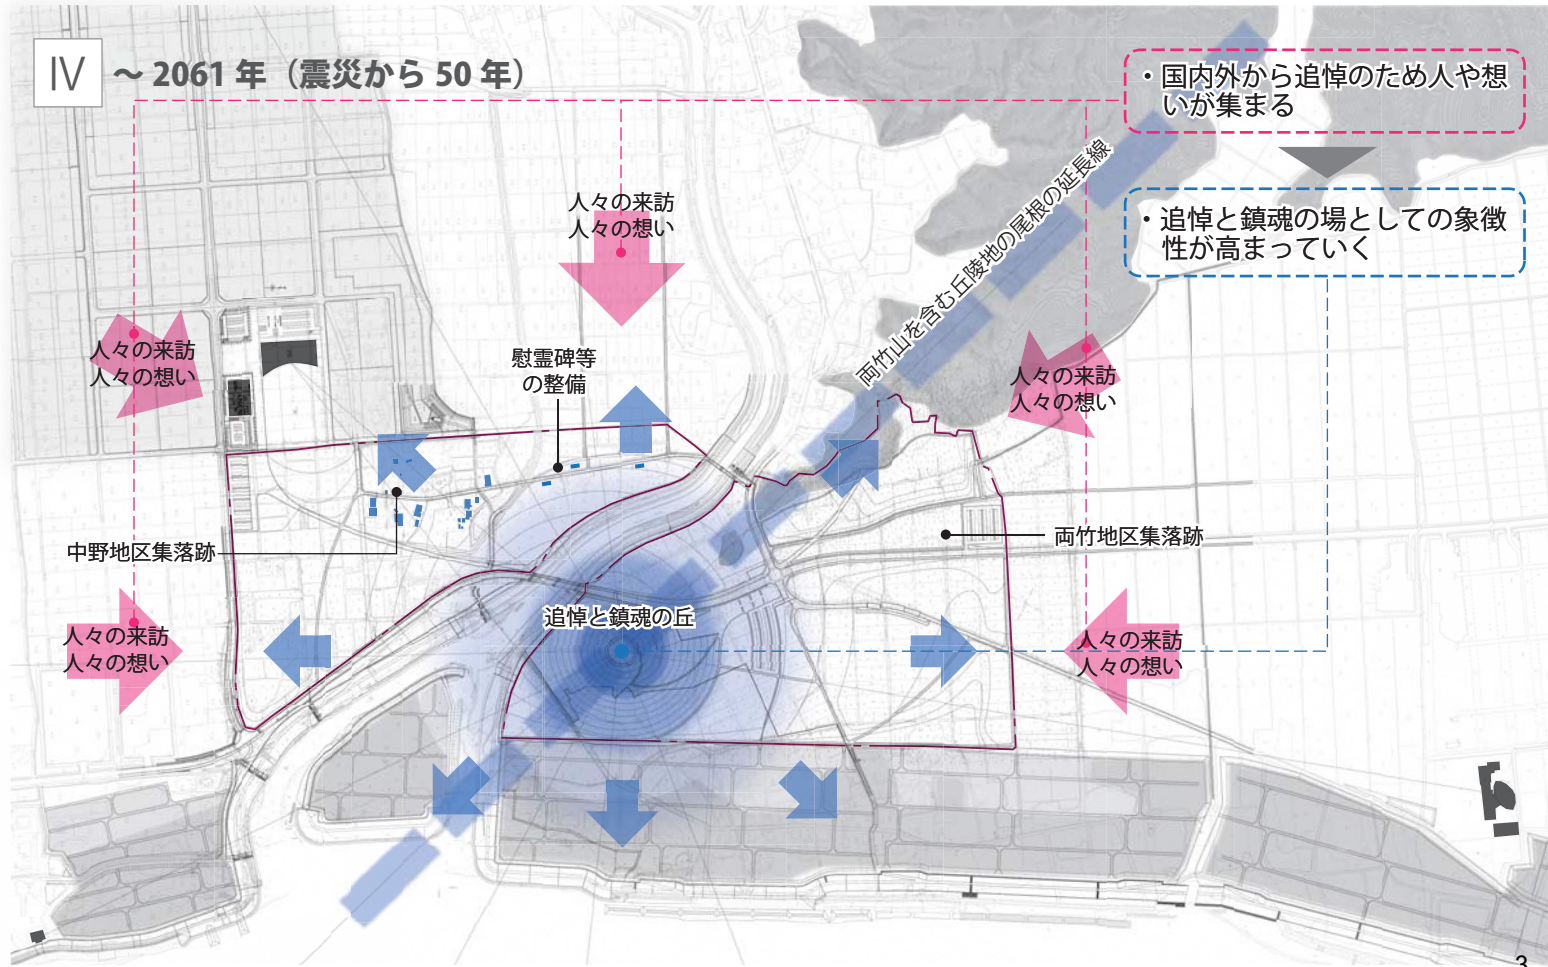 Ⅳ ～ 2061 年（震災から 50 年）
・国内外から追悼のため人や想
いが集まる
・追悼と鎮魂の場としての象徴
性が高まっていく
両竹山を含む丘陵地の尾根の延長線
人々の来訪
人々の想い
人々の来訪
人々の想い
慰霊碑等
の整備
人々の来訪
人々の想い
中野地区集落跡
両竹地区集落跡
追悼と鎮魂の丘
人々の来訪
人々の想い
人々の来訪
人々の想い
3